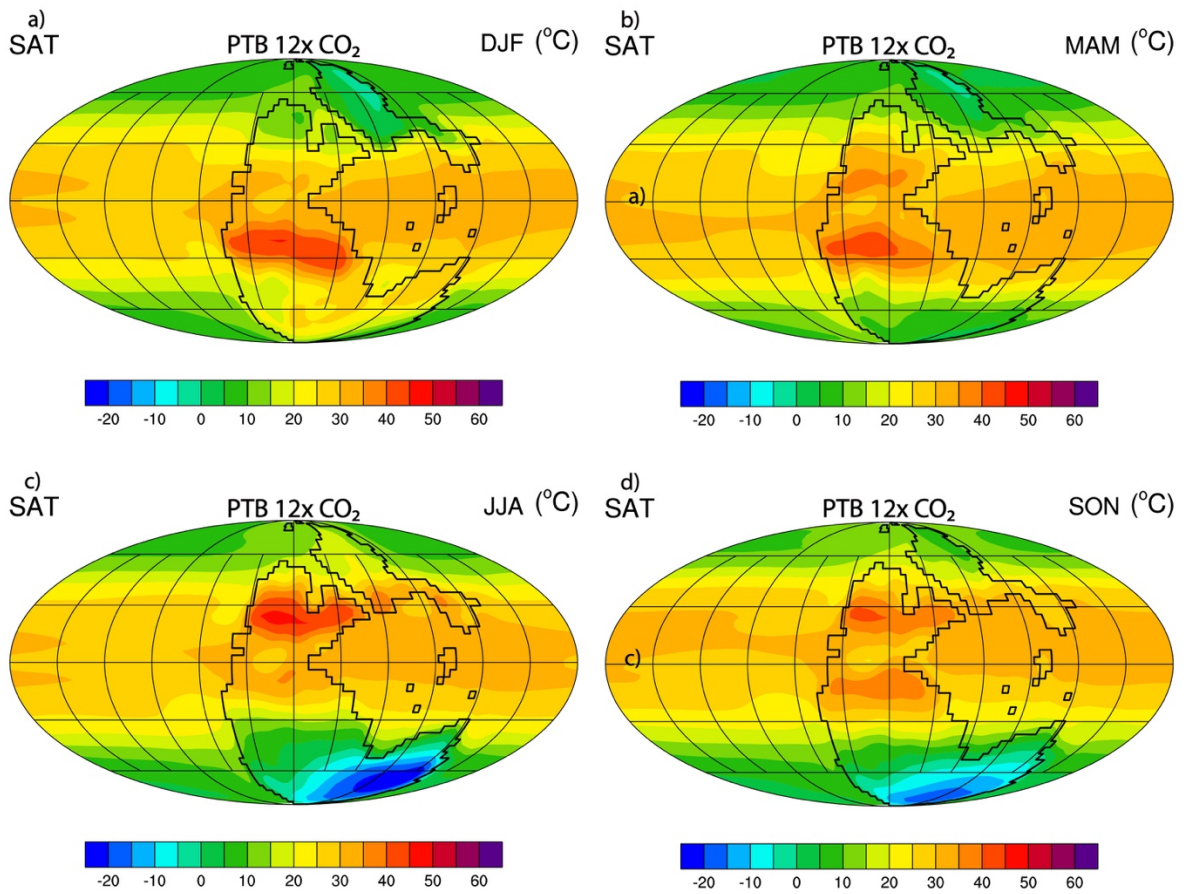 a)
SAT PTB 12x CO₂ DJF (°C)
-20 -10 0 10 20 30 40 50 60
b)
SAT PTB 12x CO₂ MAM (°C)
a)
-20 -10 0 10 20 30 40 50 60
c)
SAT PTB 12x CO₂ JJA (°C)
-20 -10 0 10 20 30 40 50 60
d)
SAT PTB 12x CO₂ SON (°C)
c)
-20 -10 0 10 20 30 40 50 60